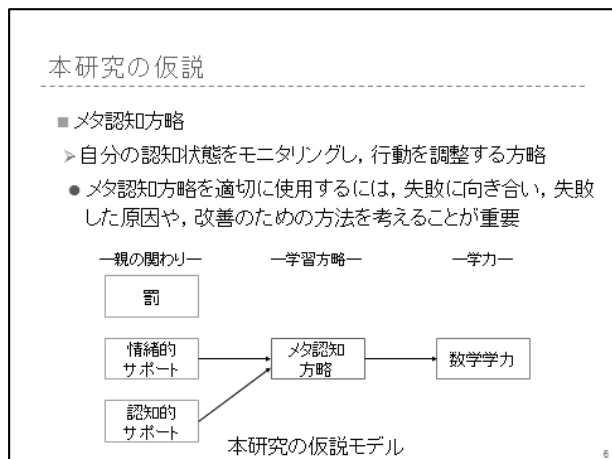 本研究の仮説
■ メタ認知方略
➢ 自分の認知状態をモニタリングし，行動を調整する方略
● メタ認知方略を適切に使用するには，失敗に向き合い，失敗
した原因や，改善のための方法を考えることが重要
―親の関わり― ―学習方略― ―学力―
罰
情緒的
サポート
メタ認知
方略
数学学力
認知的
サポート
本研究の仮説モデル
6